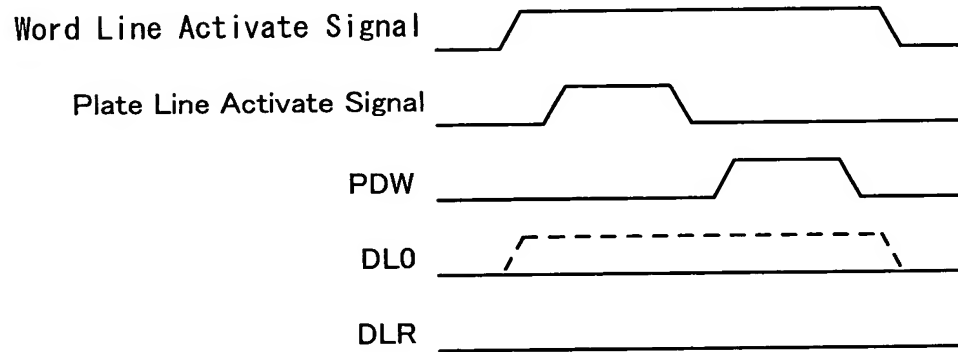 Word Line Activate Signal
Plate Line Activate Signal
PDW
DL0
DLR